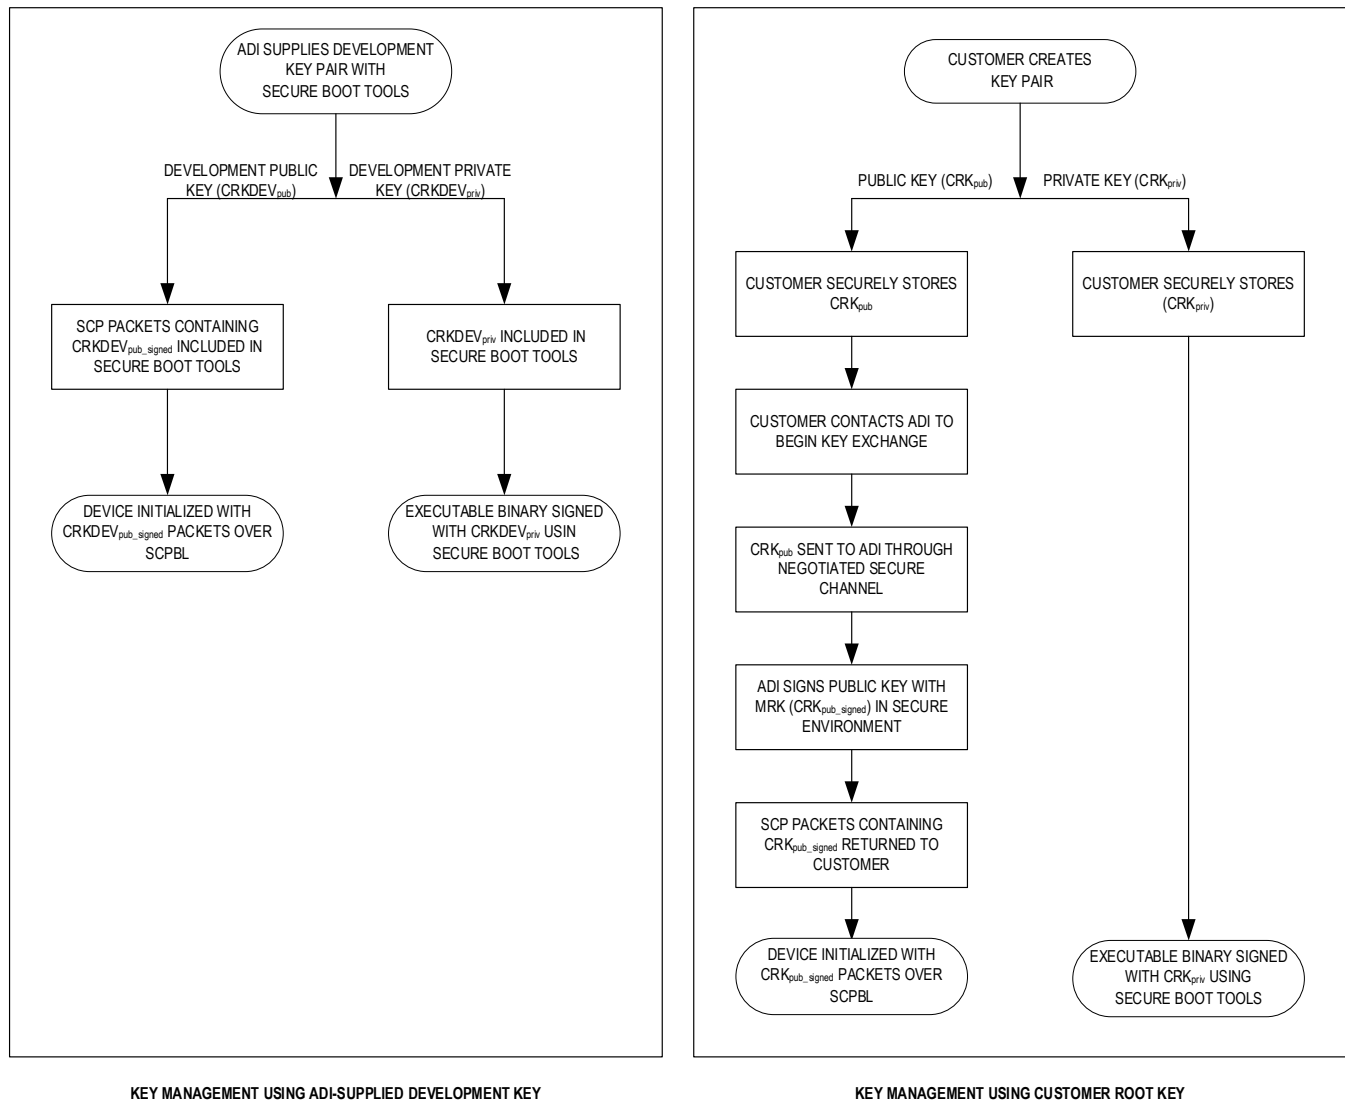 ADI SUPPLIES DEVELOPMENT
KEY PAIR WITH
SECURE BOOT TOOLS
DEVELOPMENT PUBLIC
KEY (CRKDEVpub)
DEVELOPMENT PRIVATE
KEY (CRKDEVpriv)
SCP PACKETS CONTAINING
CRKDEVpub_signed INCLUDED IN
SECURE BOOT TOOLS
CRKDEVpriv INCLUDED IN
SECURE BOOT TOOLS
DEVICE INITIALIZED WITH
CRKDEVpub_signed PACKETS OVER
SCPBL
EXECUTABLE BINARY SIGNED
WITH CRKDEVpriv USIN
SECURE BOOT TOOLS
KEY MANAGEMENT USING ADI-SUPPLIED DEVELOPMENT KEY
CUSTOMER CREATES
KEY PAIR
PUBLIC KEY (CRKpub)
PRIVATE KEY (CRKpriv)
CUSTOMER SECURELY STORES
CRKpub
CUSTOMER SECURELY STORES
(CRKpriv)
CUSTOMER CONTACTS ADI TO
BEGIN KEY EXCHANGE
CRKpub SENT TO ADI THROUGH
NEGOTIATED SECURE
CHANNEL
ADI SIGNS PUBLIC KEY WITH
MRK (CRKpub_signed) IN SECURE
ENVIRONMENT
SCP PACKETS CONTAINING
CRKpub_signed RETURNED TO
CUSTOMER
DEVICE INITIALIZED WITH
CRKpub_signed PACKETS OVER
SCPBL
EXECUTABLE BINARY SIGNED
WITH CRKpriv USING
SECURE BOOT TOOLS
KEY MANAGEMENT USING CUSTOMER ROOT KEY